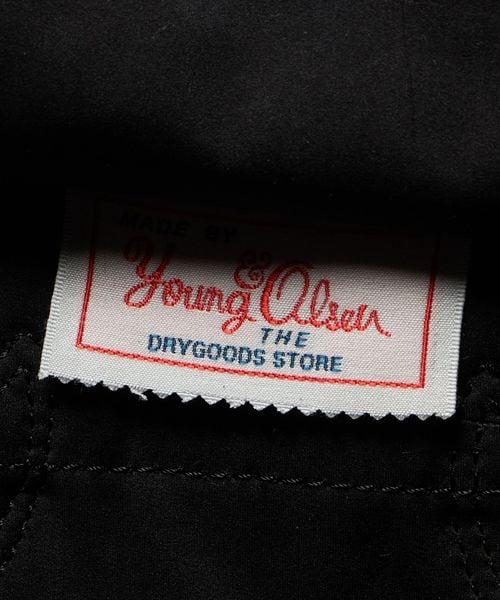 MADE BY
Young & Olsen
THE
DRYGOODS STORE